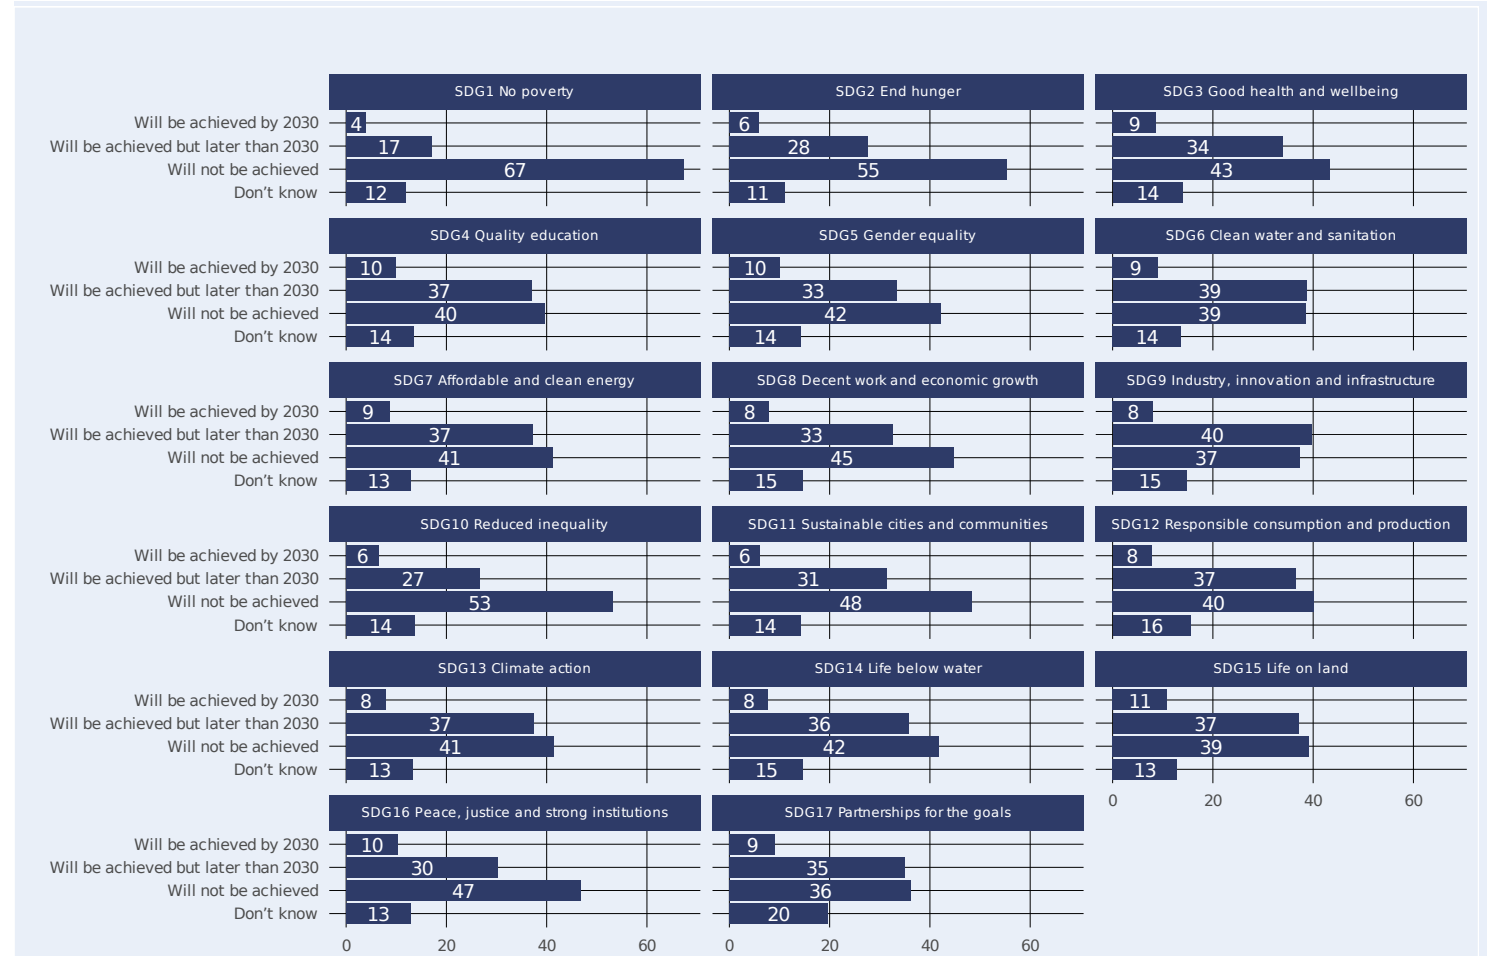 SDG1 No poverty
SDG2 End hunger
SDG3 Good health and wellbeing
Will be achieved by 2030 4 6 9
Will be achieved but later than 2030 17 28 34
Will not be achieved 67 55 43
Don’t know 12 11 14
SDG4 Quality education
SDG5 Gender equality
SDG6 Clean water and sanitation
Will be achieved by 2030 10 10 9
Will be achieved but later than 2030 37 33 39
Will not be achieved 40 42 39
Don’t know 14 14 14
SDG7 Affordable and clean energy
SDG8 Decent work and economic growth
SDG9 Industry, innovation and infrastructure
Will be achieved by 2030 9 8 8
Will be achieved but later than 2030 37 33 40
Will not be achieved 41 45 37
Don’t know 13 15 15
SDG10 Reduced inequality
SDG11 Sustainable cities and communities
SDG12 Responsible consumption and production
Will be achieved by 2030 6 6 8
Will be achieved but later than 2030 27 31 37
Will not be achieved 53 48 40
Don’t know 14 14 16
SDG13 Climate action
SDG14 Life below water
SDG15 Life on land
Will be achieved by 2030 8 8 11
Will be achieved but later than 2030 37 36 37
Will not be achieved 41 42 39
Don’t know 13 15 13
0 20 40 60
SDG16 Peace, justice and strong institutions
SDG17 Partnerships for the goals
Will be achieved by 2030 10 9
Will be achieved but later than 2030 30 35
Will not be achieved 47 36
Don’t know 13 20
0 20 40 60 0 20 40 60